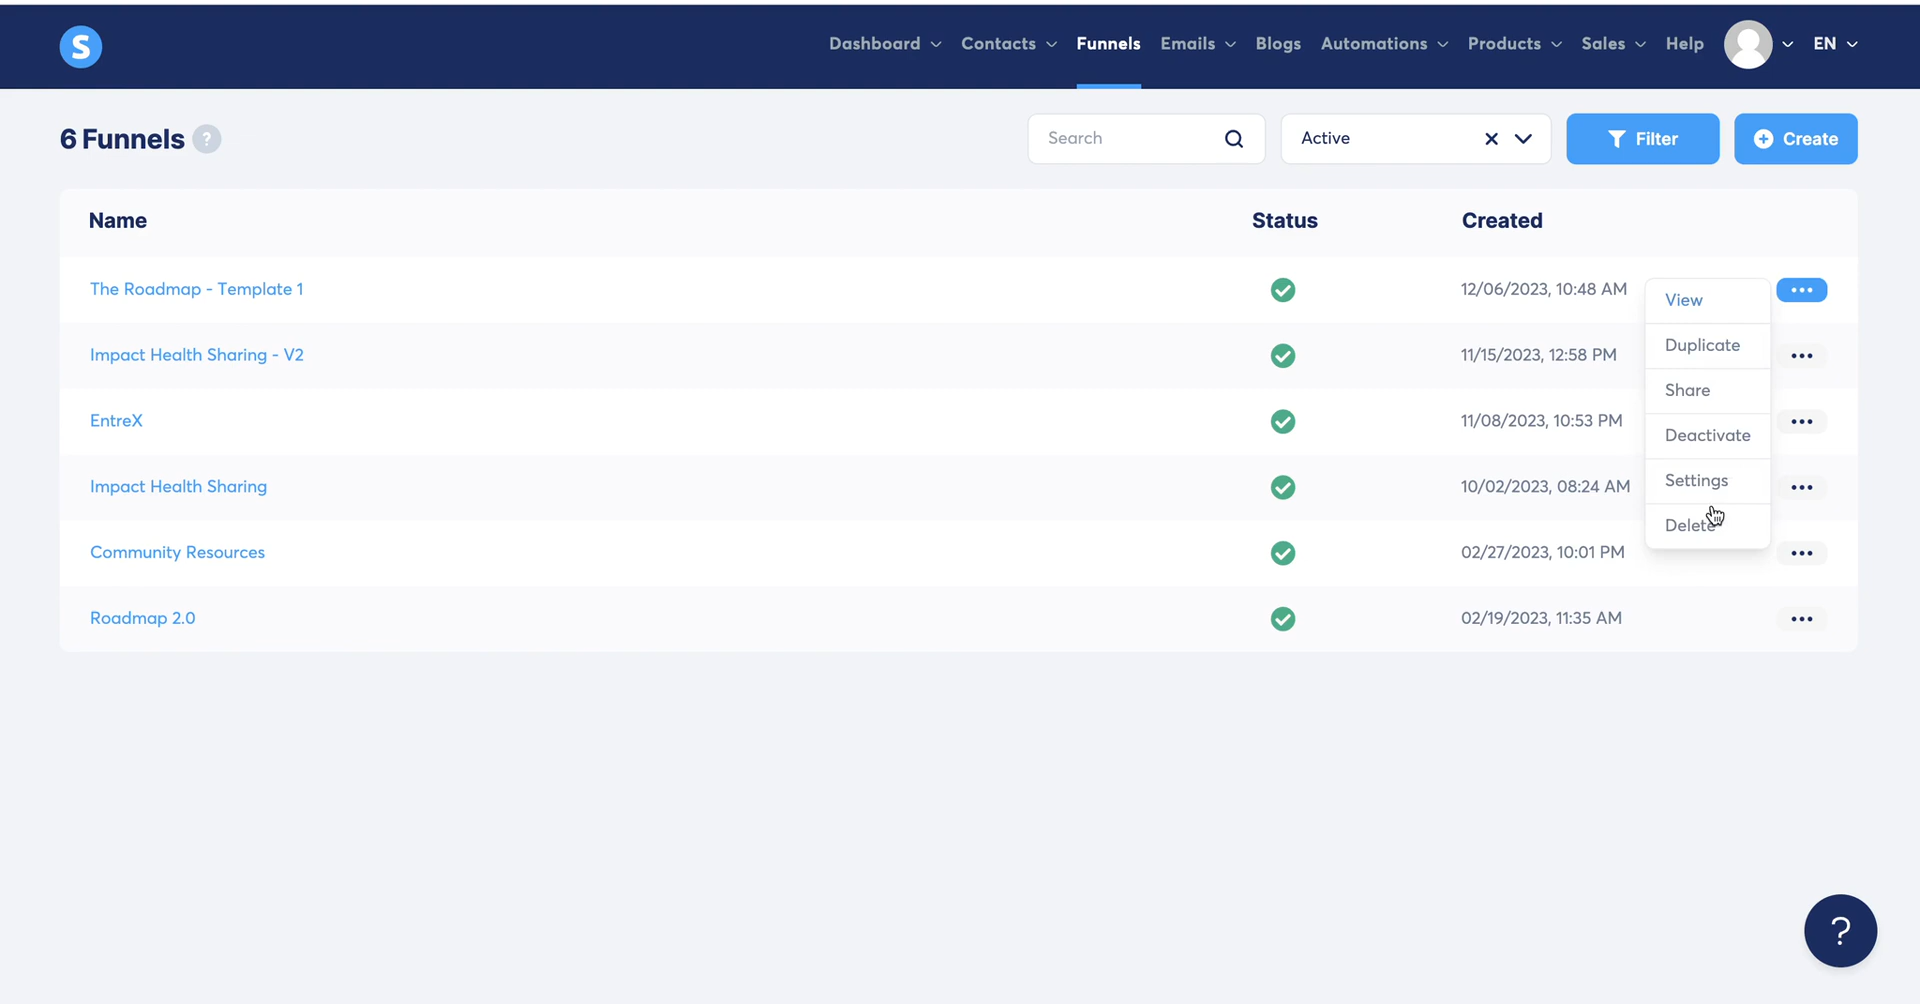 S
Dashboard Contacts Funnels Emails Blogs Automations Products Sales Help EN
6 Funnels ? Search Active Filter Create
Name Status Created
The Roadmap - Template 1 12/06/2023, 10:48 AM
View
Impact Health Sharing - V2 11/15/2023, 12:58 PM
Duplicate
Share
EntreX 11/08/2023, 10:53 PM
Deactivate
Impact Health Sharing 10/02/2023, 08:24 AM
Settings
Delete
Community Resources 02/27/2023, 10:01 PM
Roadmap 2.0 02/19/2023, 11:35 AM
?